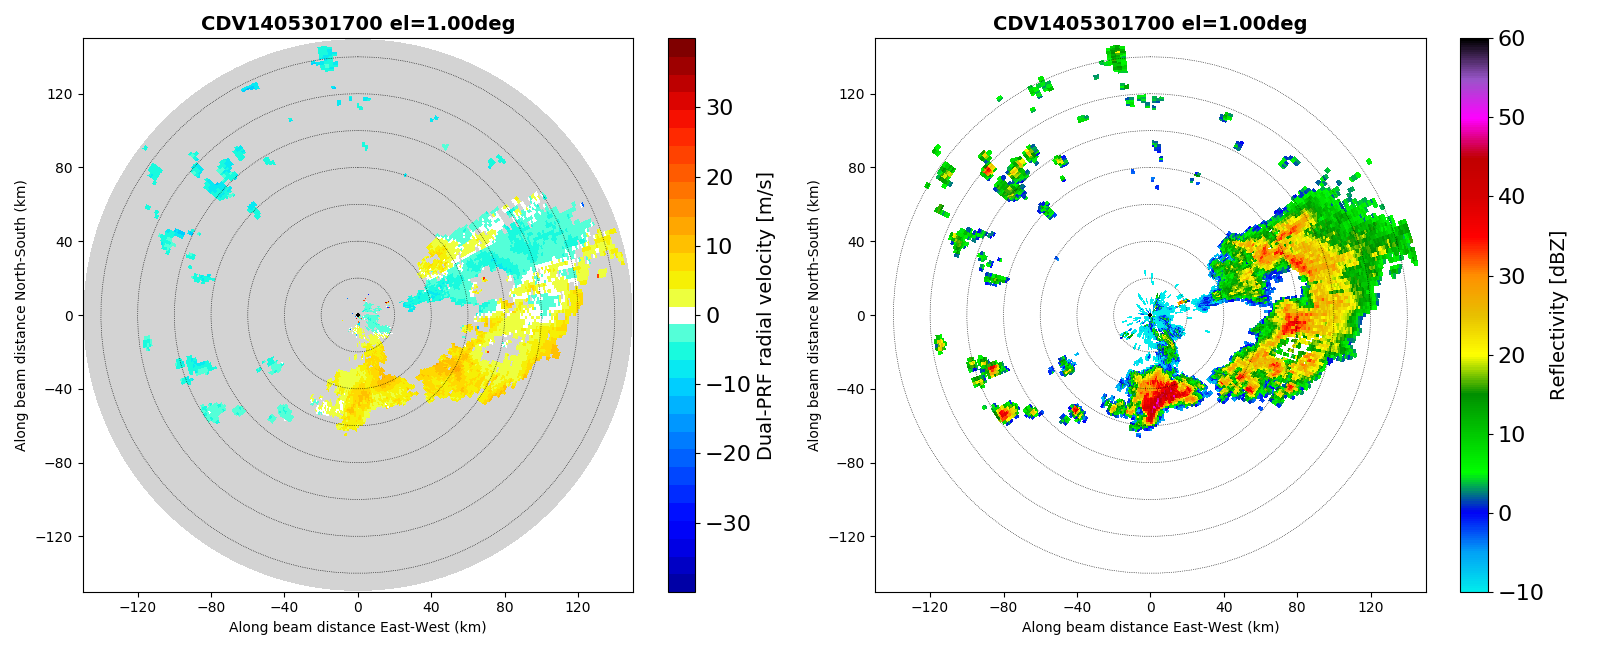 CDV1405301700 el=1.00deg
120
80
40
0
−40
−80
−120
Along beam distance North-South (km)
−120 −80 −40 0 40 80 120
Along beam distance East-West (km)
30
20
10
0
−10
−20
−30
Dual-PRF radial velocity [m/s]
CDV1405301700 el=1.00deg
120
80
40
0
−40
−80
−120
Along beam distance North-South (km)
−120 −80 −40 0 40 80 120
Along beam distance East-West (km)
60
50
40
30
20
10
0
−10
Reflectivity [dBZ]